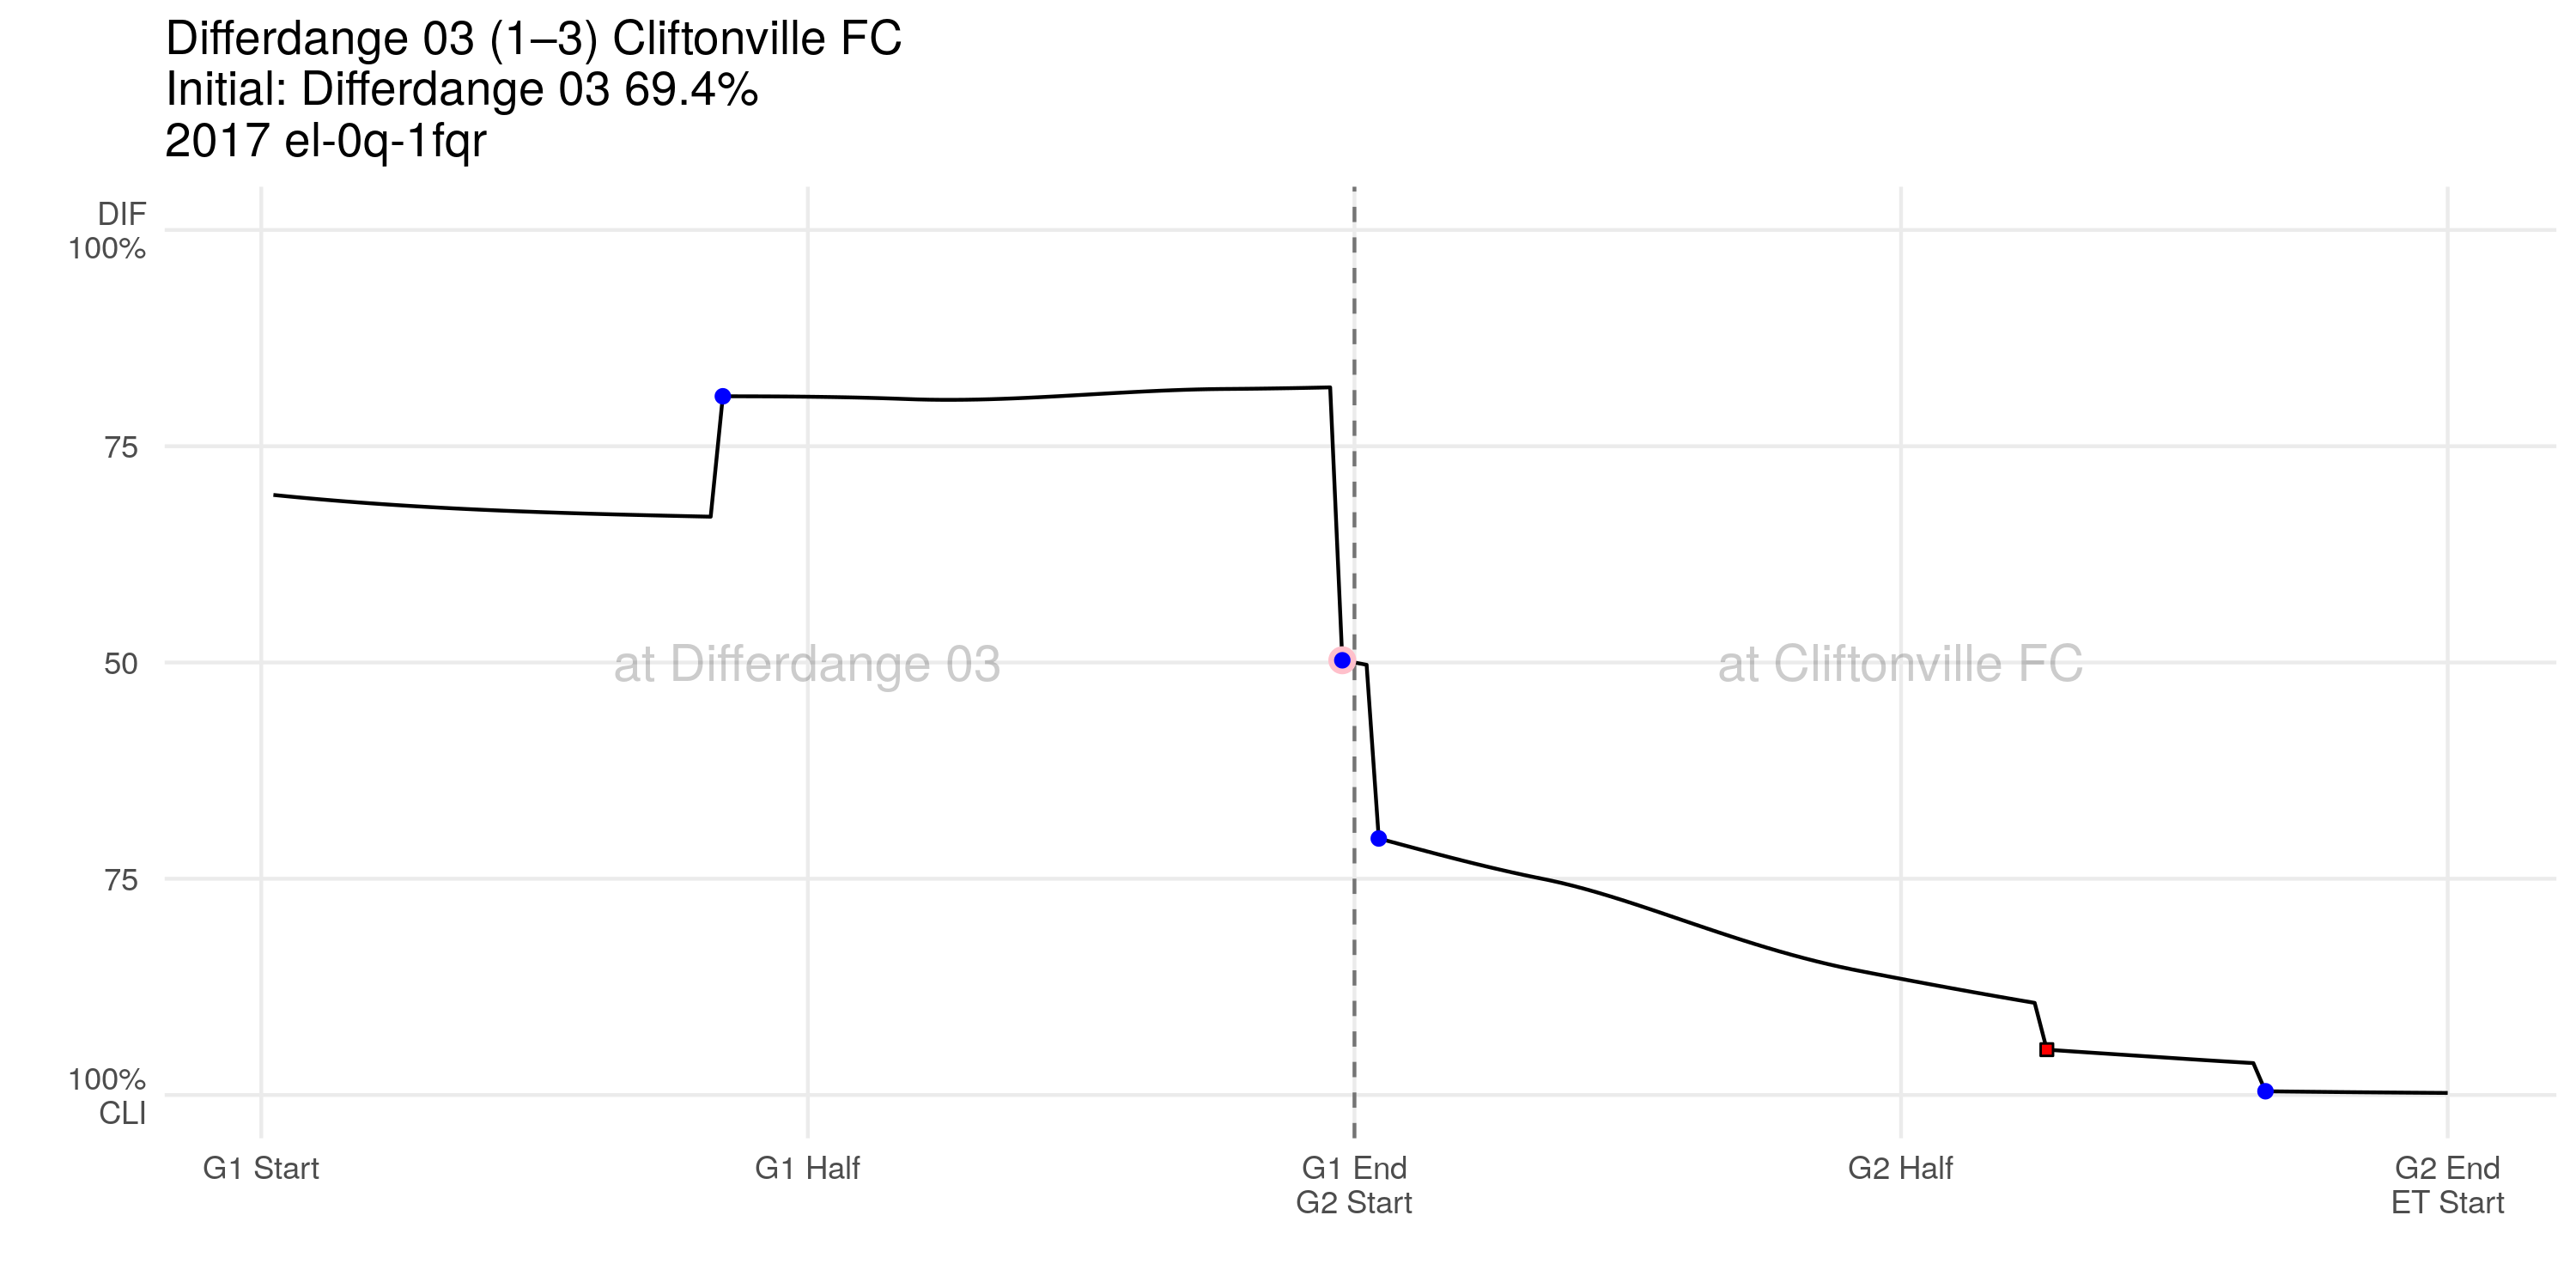 Differdange 03 (1–3) Cliftonville FC
Initial: Differdange 03 69.4%
2017 el-0q-1fqr
DIF
100%
75
50
75
100%
CLI
at Differdange 03
at Cliftonville FC
G1 Start
G1 Half
G1 End
G2 Start
G2 Half
G2 End
ET Start